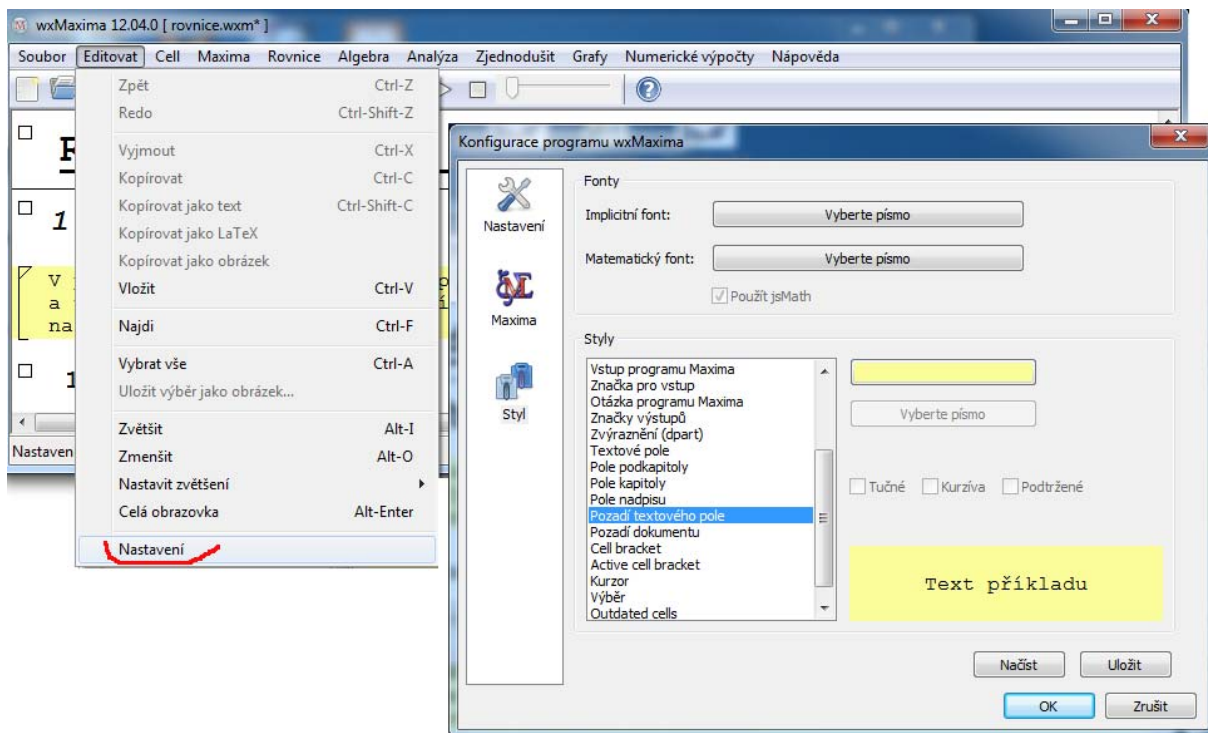 wxMaxima 12.04.0 [ rovnice.wxm* ]
Soubor Editovat Cell Maxima Rovnice Algebra Analýza Zjednodušit Grafy Numerické výpočty Nápověda
Zpět Ctrl-Z
Redo Ctrl-Shift-Z
Vyjmout Ctrl-X
Kopírovat Ctrl-C
Kopírovat jako text Ctrl-Shift-C
Kopírovat jako LaTeX
Kopírovat jako obrázek
Vložit Ctrl-V
Najdi Ctrl-F
Vybrat vše Ctrl-A
Uložit výběr jako obrázek...
Zvětšit Alt-I
Zmenšit Alt-O
Nastavit zvětšení
Celá obrazovka Alt-Enter
Nastavení
1
V
a
na
1
Konfigurace programu wxMaxima
Nastavení
Maxima
Styl
Fonty
Implicitní font: Vyberte písmo
Matematický font: Vyberte písmo
Použít jsMath
Styly
Vstup programu Maxima
Značka pro vstup
Otázka programu Maxima
Značky výstupů
Zvýraznění (dpart)
Textové pole
Pole podkapitoly
Pole kapitoly
Pole nadpisu
Pozadí textového pole
Pozadí dokumentu
Cell bracket
Active cell bracket
Kurzor
Výběr
Outdated cells
Vyberte písmo
Tučné Kurzíva Podtržené
Text příkladu
Načíst Uložit
OK Zrušit